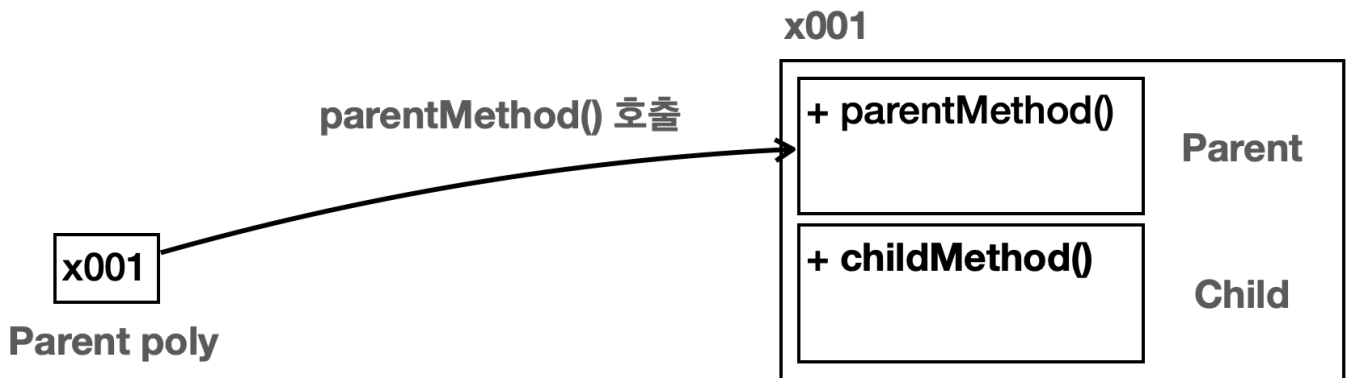 x001
parentMethod() 호출
+ parentMethod()
Parent
x001
+ childMethod()
Child
Parent poly